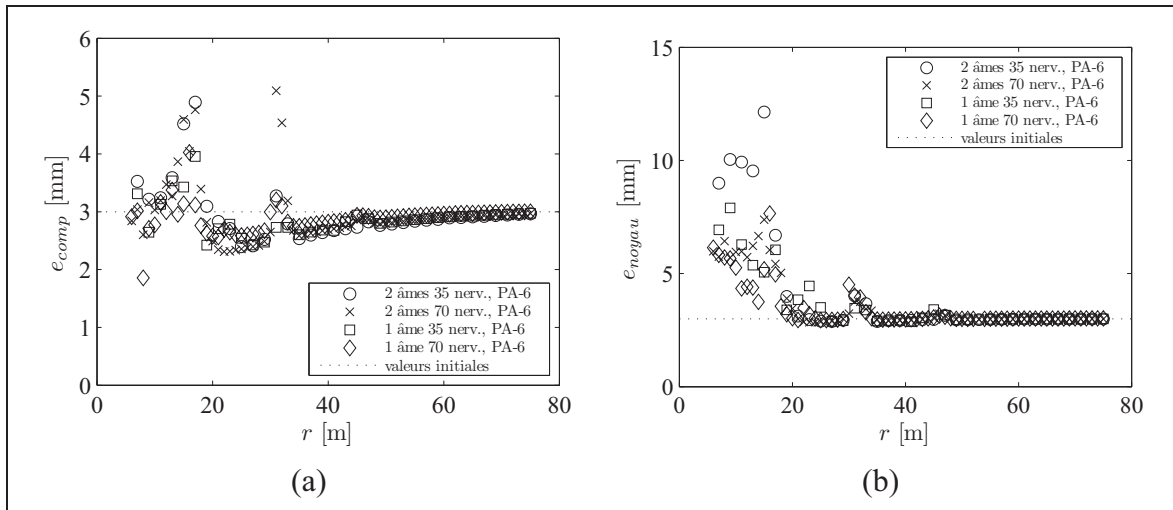 6
5
4
3
2
1
0
0
20
40
60
80
e_comp [mm]
r [m]
2 âmes 35 nerv., PA-6
2 âmes 70 nerv., PA-6
1 âme 35 nerv., PA-6
1 âme 70 nerv., PA-6
valeurs initiales
(a)
15
10
5
0
0
20
40
60
80
e_noyau [mm]
r [m]
2 âmes 35 nerv., PA-6
2 âmes 70 nerv., PA-6
1 âme 35 nerv., PA-6
1 âme 70 nerv., PA-6
valeurs initiales
(b)